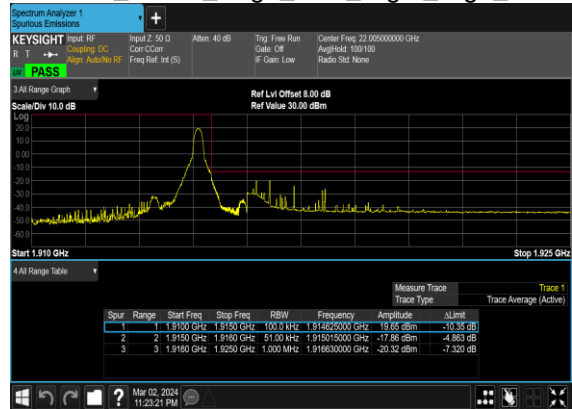 Spectrum Analyzer 1
Spurious Emissions
+
KEYSIGHT Input: RF Input Z: 50 Ω Atten: 40 dB Trig: Free Run Center Freq: 22.005000000 GHz
R T Coupling: DC Corr CCorr Gate: Off Avg|Hold: 100/100
Align: Auto/No RF Freq Ref: Int (S) IF Gain: Low Radio Std: None
LW PASS
3 All Range Graph
Ref Lvl Offset 8.00 dB
Scale/Div 10.0 dB Ref Value 30.00 dBm
Log
20.0
10.0
0.00
-10.0
-20.0
-30.0
-40.0
-50.0
-60.0
Start 1.910 GHz Stop 1.925 GHz
4 All Range Table
Measure Trace Trace 1
Trace Type Trace Average (Active)
Spur Range Start Freq Stop Freq RBW Frequency Amplitude ΔLimit
1 1 1.9100 GHz 1.9150 GHz 100.0 kHz 1.914625000 GHz 19.65 dBm -10.35 dB
2 2 1.9150 GHz 1.9160 GHz 51.00 kHz 1.915015000 GHz -17.86 dBm -4.863 dB
3 3 1.9160 GHz 1.9250 GHz 1.000 MHz 1.916630000 GHz -20.32 dBm -7.320 dB
? Mar 02, 2024
11:23:21 PM